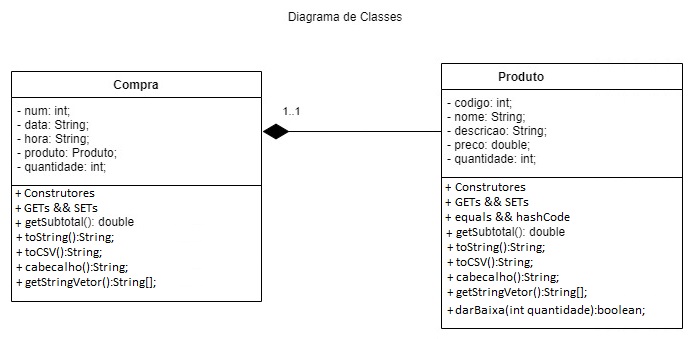 Diagrama de Classes
Compra
- num: int;
- data: String;
- hora: String;
- produto: Produto;
- quantidade: int;
+ Construtores
+ GETs && SETs
+ getSubtotal(): double
+ toString():String;
+ toCSV():String;
+ cabecalho():String;
+ getStringVetor():String[];
1..1
Produto
- codigo: int;
- nome: String;
- descricao: String;
- preco: double;
- quantidade: int;
+ Construtores
+ GETs && SETs
+ equals && hashCode
+ getSubtotal(): double
+ toString():String;
+ toCSV():String;
+ cabecalho():String;
+ getStringVetor():String[];
+ darBaixa(int quantidade):boolean;